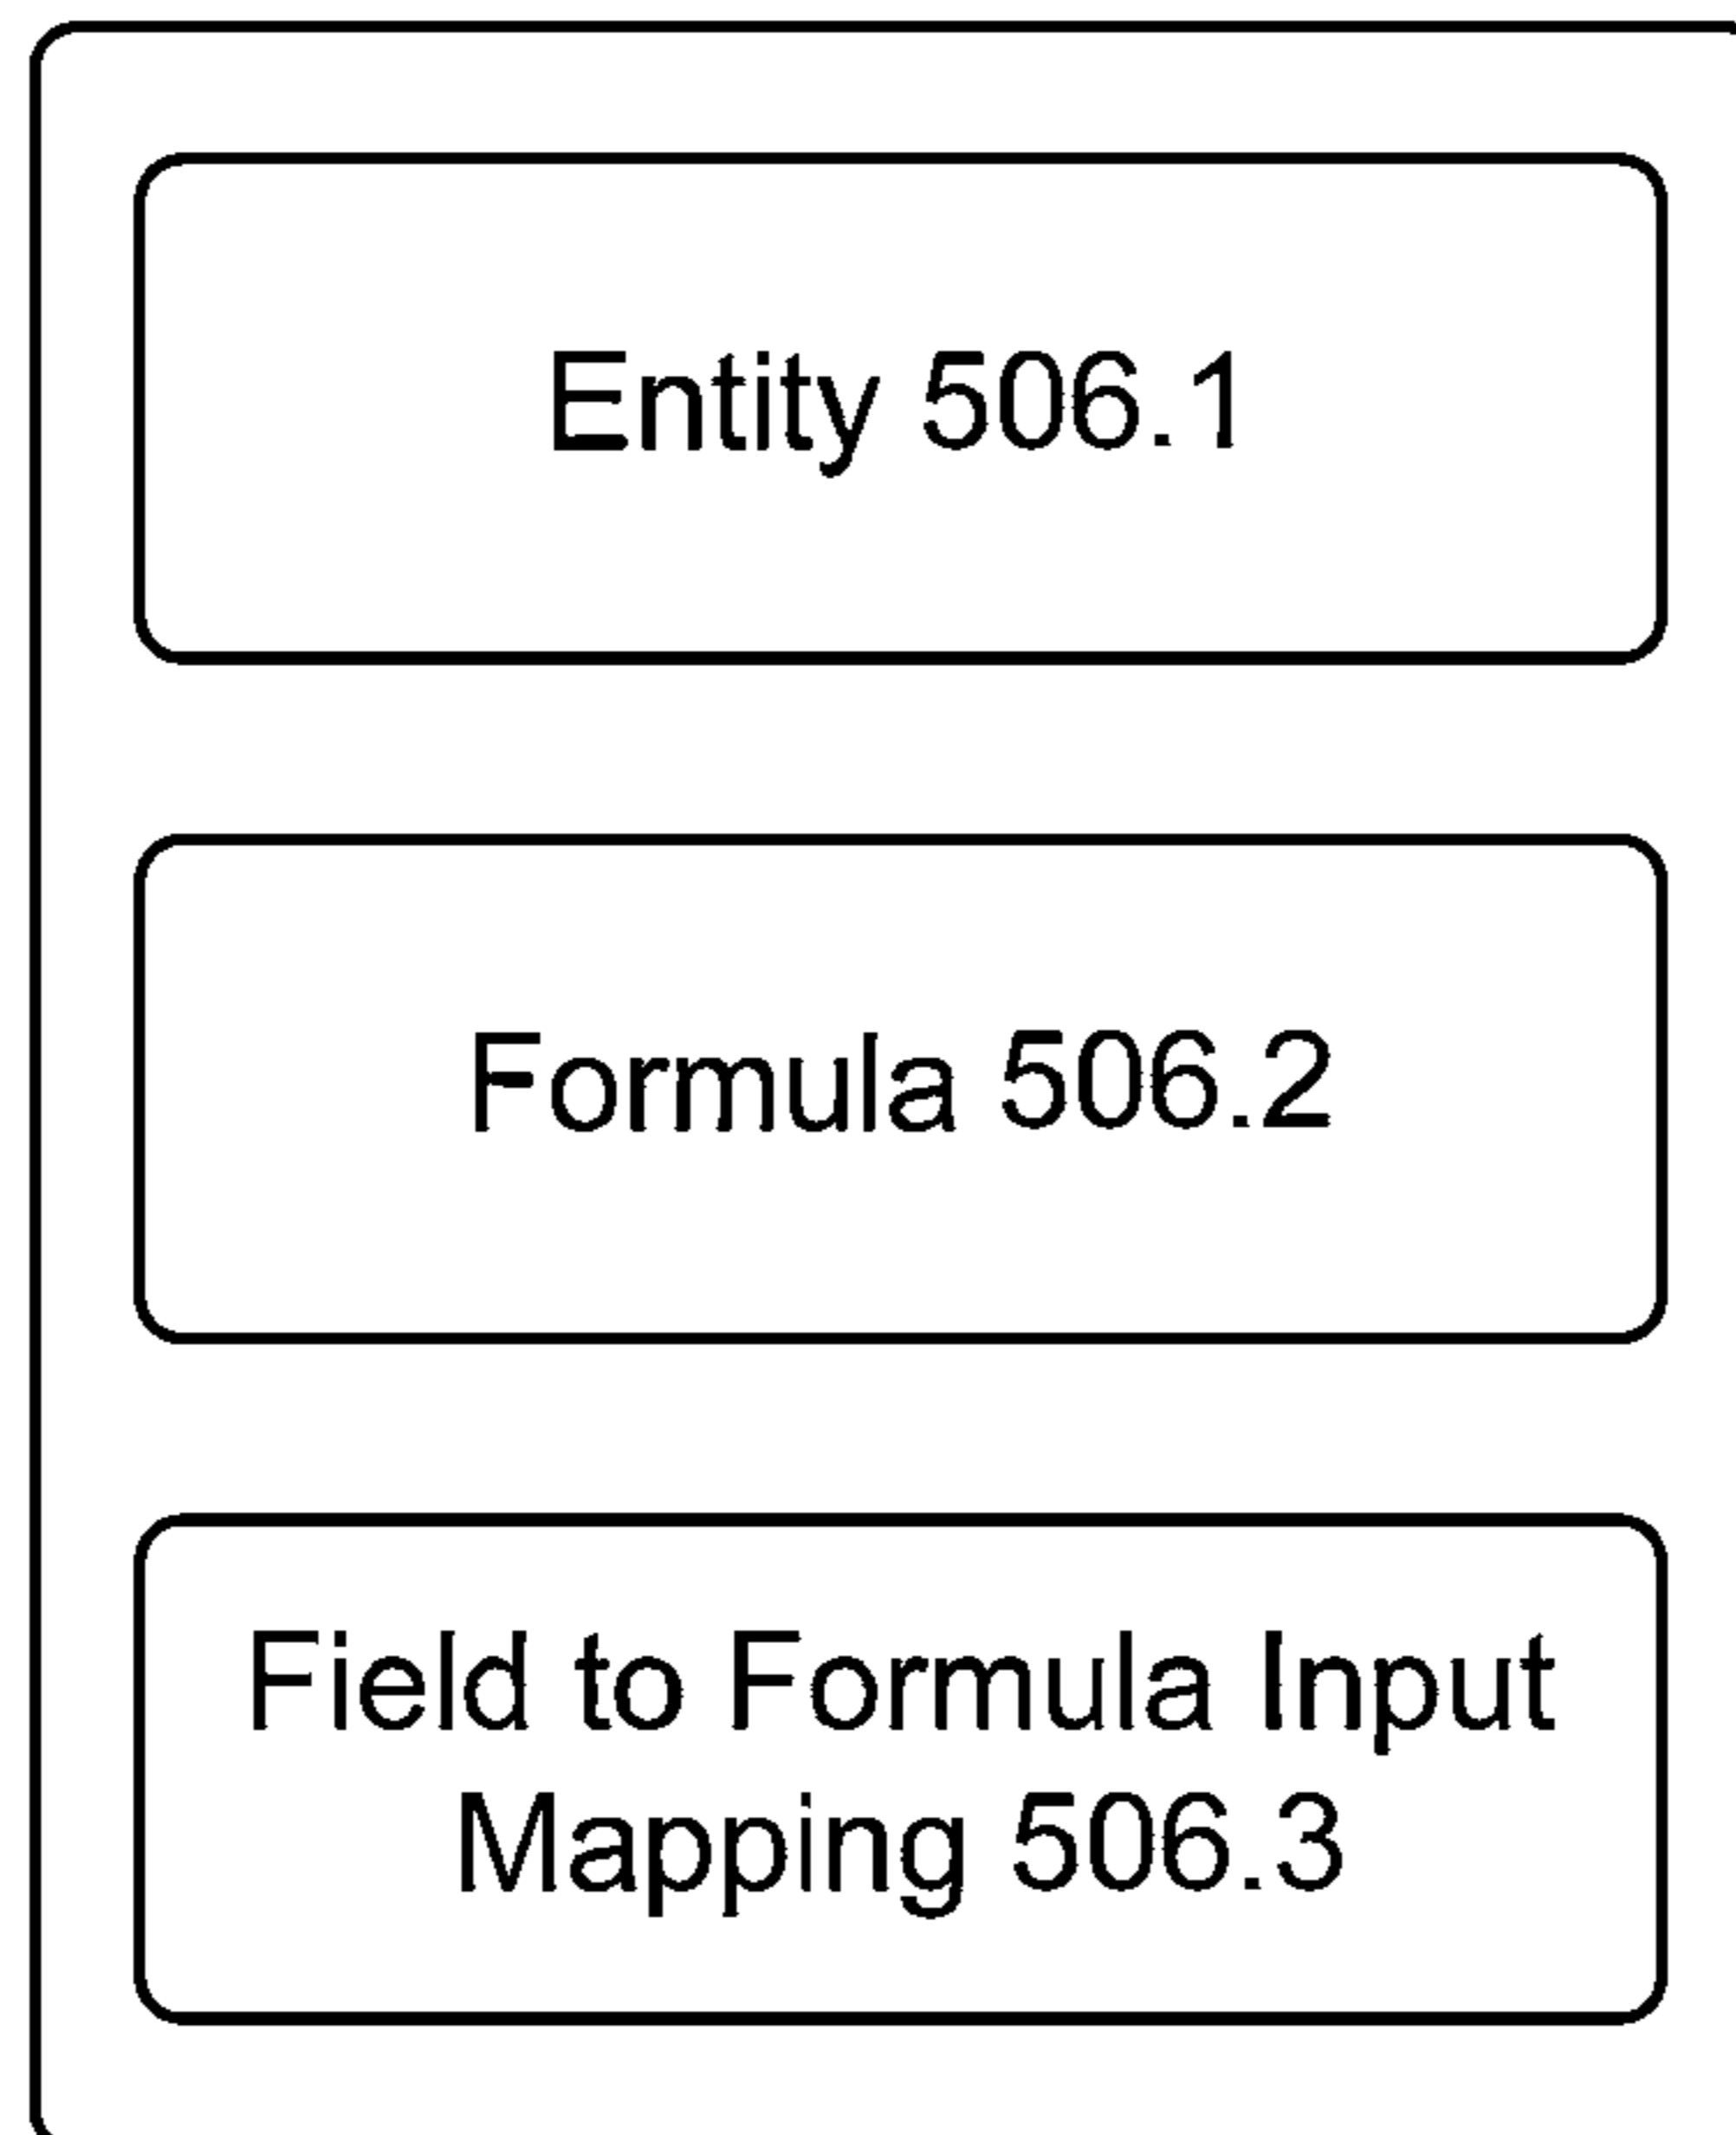 Entity 506.1
Formula 506.2
Field to Formula Input
Mapping 506.3